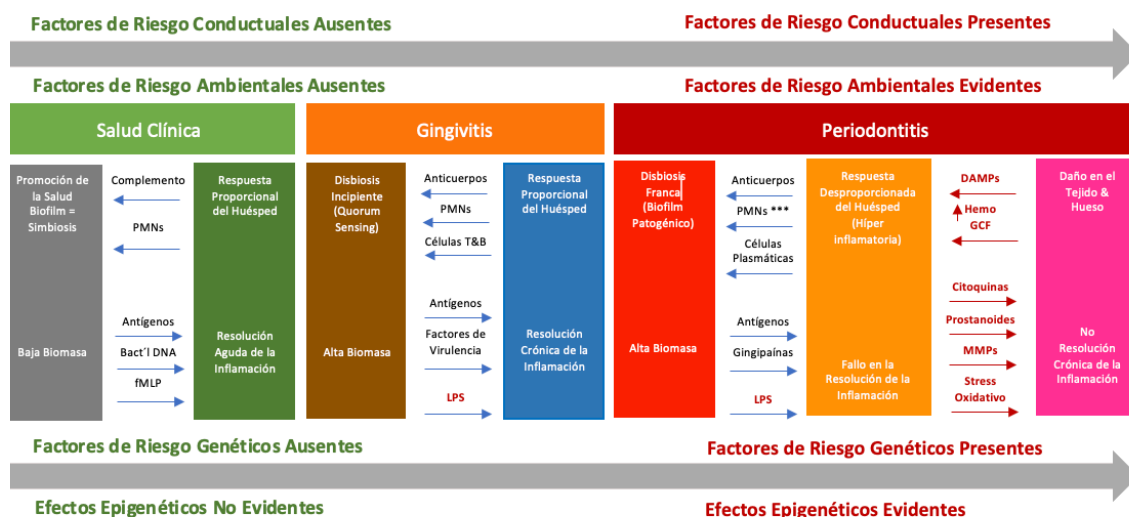 Factores de Riesgo Conductuales Ausentes
Factores de Riesgo Conductuales Presentes
Factores de Riesgo Ambientales Ausentes
Factores de Riesgo Ambientales Evidentes
Salud Clínica
Promoción de
la Salud
Biofilm =
Simbiosis
Baja Biomasa
Complemento
PMNs
Antígenos
Bact´l DNA
fMLP
Respuesta
Proporcional
del Huésped
Resolución
Aguda de la
Inflamación
Gingivitis
Disbiosis
Incipiente
(Quorum
Sensing)
Alta Biomasa
Anticuerpos
PMNs
Células T&B
Antígenos
Factores de
Virulencia
LPS
Respuesta
Proporcional
del Huésped
Resolución
Crónica de la
Inflamación
Periodontitis
Disbiosis
Franca
(Biofilm
Patogénico)
Alta Biomasa
Anticuerpos
PMNs ***
Células
Plasmáticas
Antígenos
Gingipaínas
LPS
Respuesta
Desproporcionada
del Huésped
(Híper
inflamatoria)
Fallo en la
Resolución de la
Inflamación
DAMPs
Hemo
GCF
Citoquinas
Prostanoides
MMPs
Stress
Oxidativo
Daño en el
Tejido &
Hueso
No
Resolución
Crónica de la
Inflamación
Factores de Riesgo Genéticos Ausentes
Factores de Riesgo Genéticos Presentes
Efectos Epigenéticos No Evidentes
Efectos Epigenéticos Evidentes